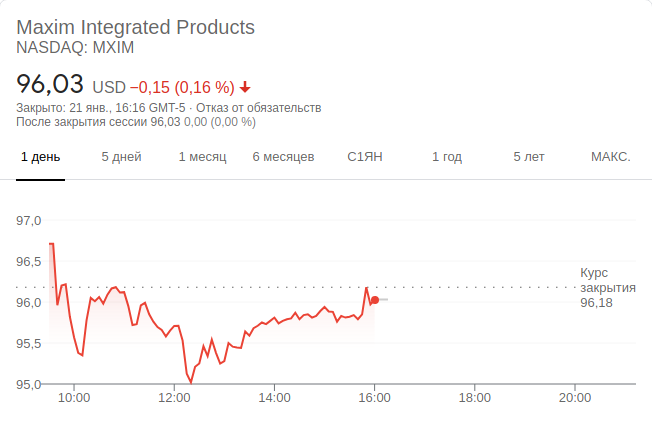 Maxim Integrated Products
NASDAQ: MXIM
96,03 USD −0,15 (0,16 %)
Закрыто: 21 янв., 16:16 GMT-5 · Отказ от обязательств
После закрытия сессии 96,03 0,00 (0,00 %)
1 день 5 дней 1 месяц 6 месяцев С1ЯН 1 год 5 лет МАКС.
97,0
96,5
Курс
закрытия
96,18
96,0
95,5
95,0
10:00 12:00 14:00 16:00 18:00 20:00